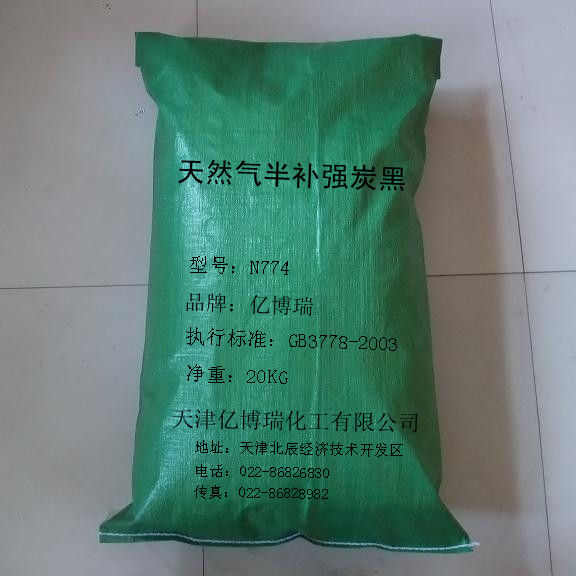 天然气半补强炭黑
型号：N774
品牌：亿博瑞
执行标准：GB3778-2003
净重：20KG
天津亿博瑞化工有限公司
地址：天津北辰经济技术开发区
电话：022-86826830
传真：022-86828982